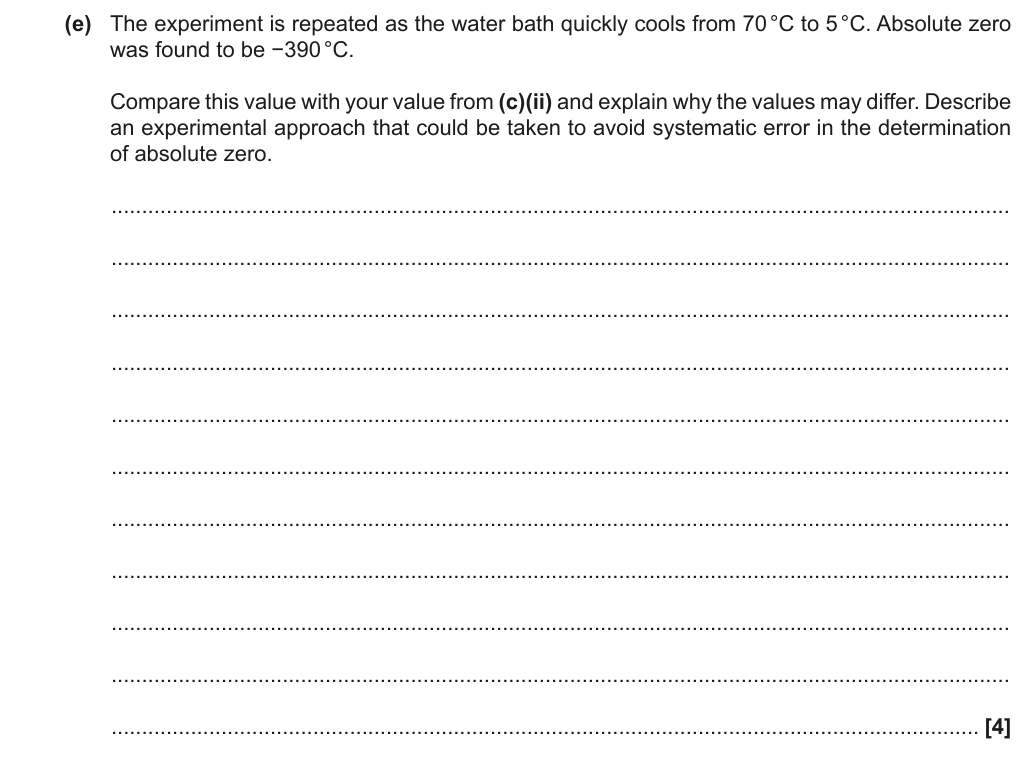 (e) The experiment is repeated as the water bath quickly cools from 70 °C to 5 °C. Absolute zero
was found to be −390 °C.
Compare this value with your value from (c)(ii) and explain why the values may differ. Describe
an experimental approach that could be taken to avoid systematic error in the determination
of absolute zero.
[4]